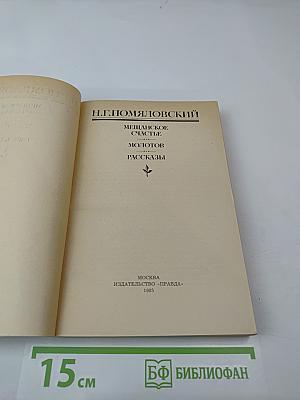 Н.Г.ПОМЯЛОВСКИЙ
МЕЩАНСКОЕ
СЧАСТЬЕ
МОЛОТОВ
РАССКАЗЫ
МОСКВА
ИЗДАТЕЛЬСТВО «ПРАВДА»
1985
15 см
БФ БИБЛИОФАН